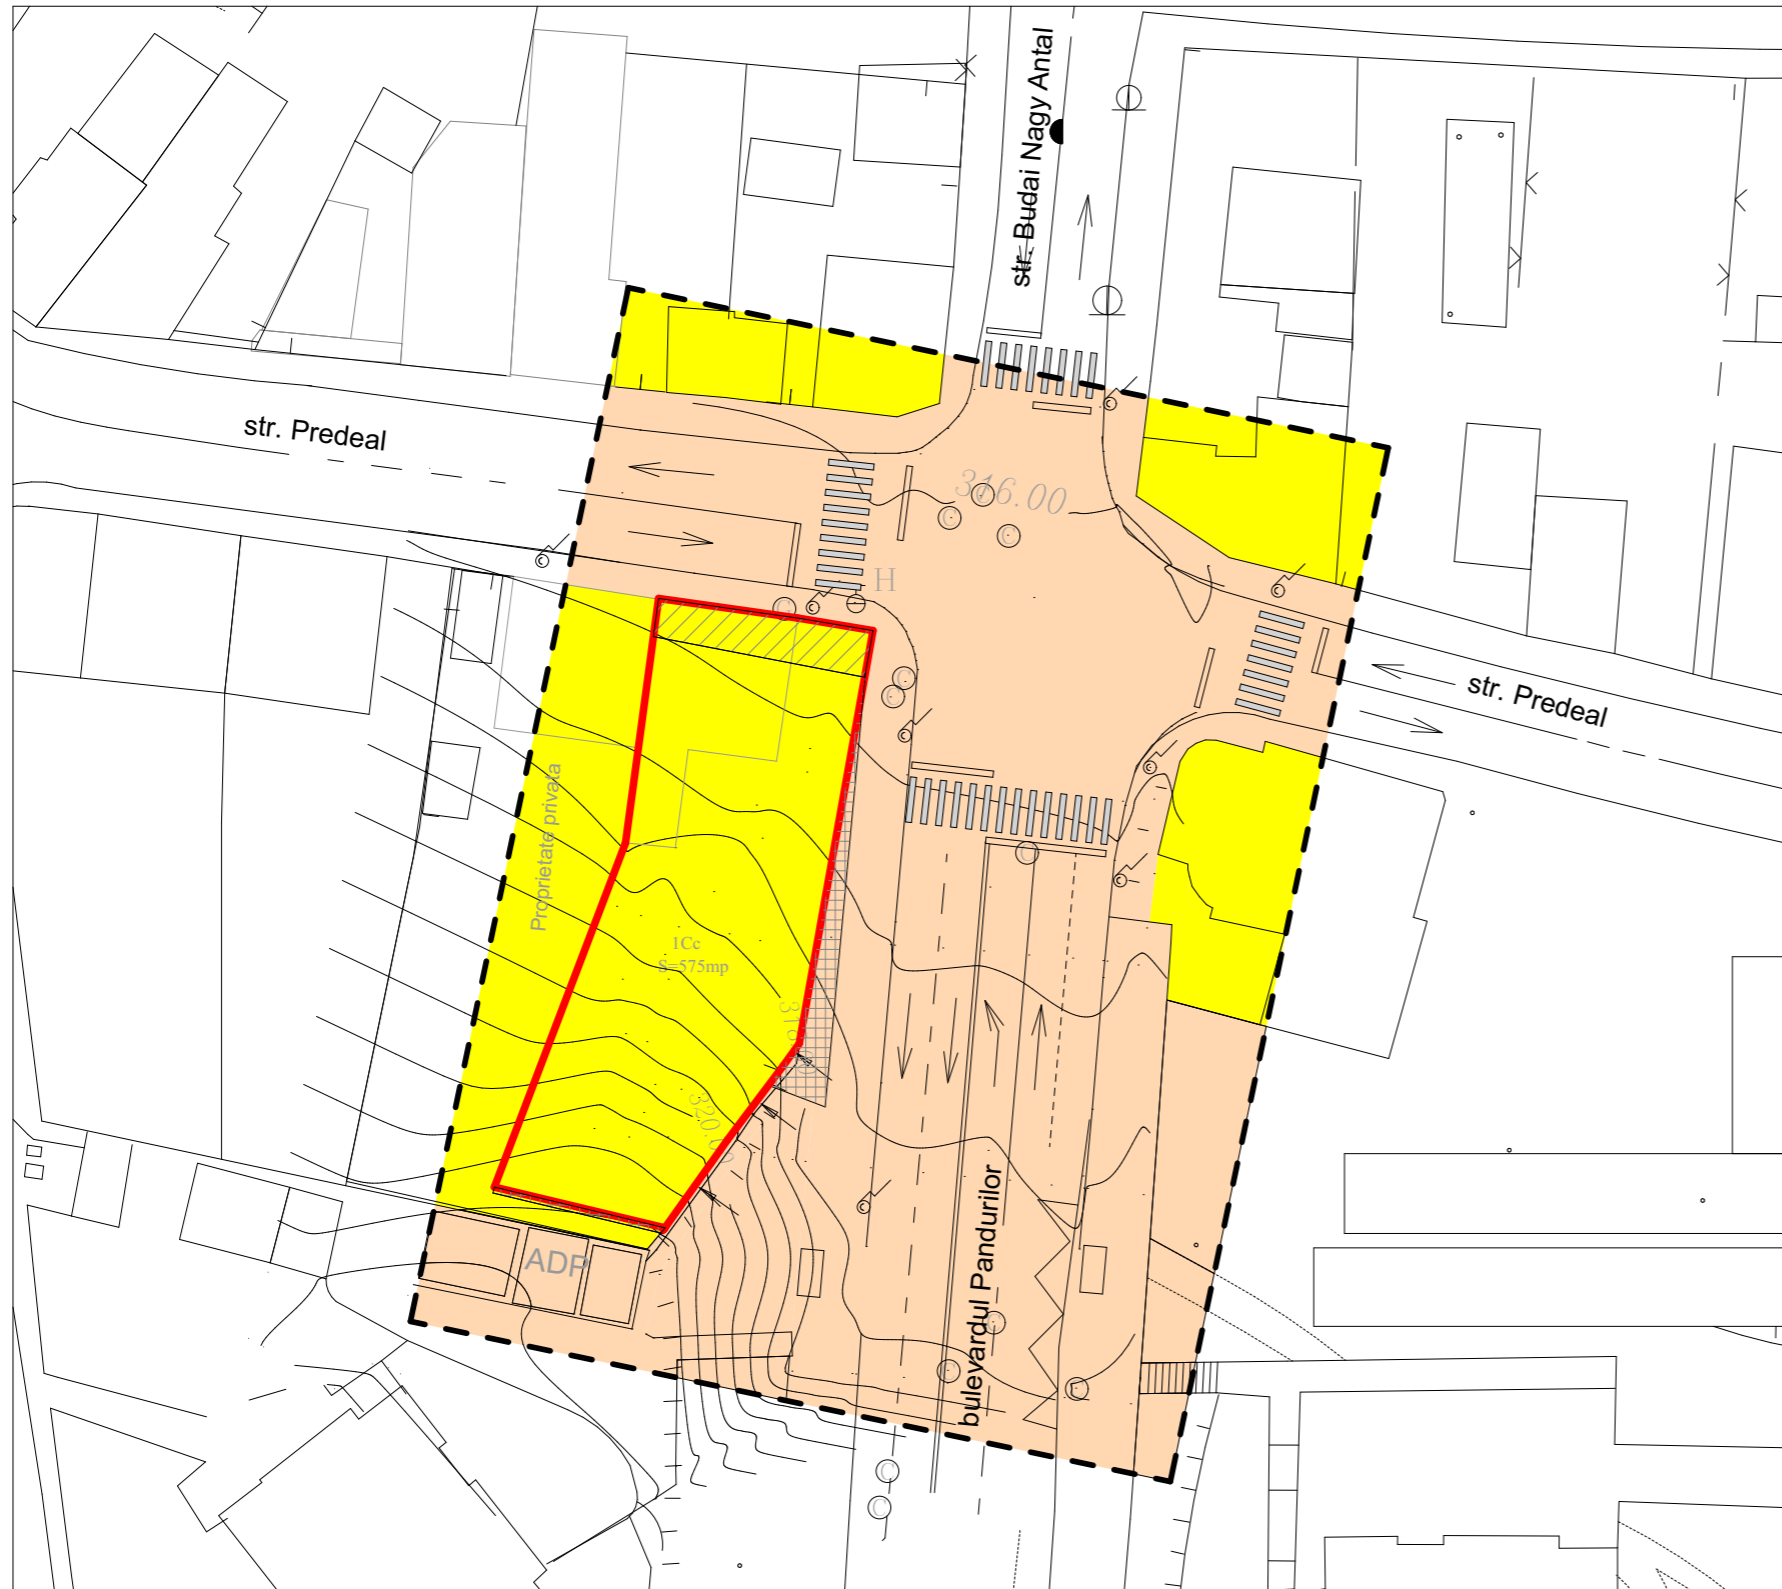 str. Budai Nagy Antal
str. Predeal
316.00
H
str. Predeal
Proprietate privata
1Cc
S=575mp
bulevardul Pandurilor
ADP